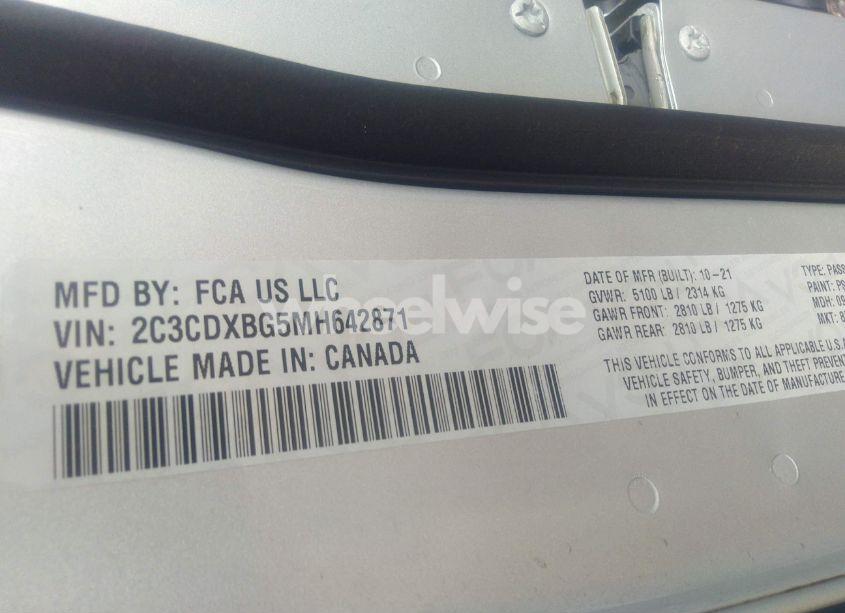 MFD BY: FCA US LLC
VIN: 2C3CDXBG5MH642871
VEHICLE MADE IN: CANADA
DATE OF MFR (BUILT): 10-21
GVWR: 5100 LB / 2314 KG
GAWR FRONT: 2810 LB / 1275 KG
GAWR REAR: 2810 LB / 1275 KG
THIS VEHICLE CONFORMS TO ALL APPLICABLE U.S.A
VEHICLE SAFETY, BUMPER, AND THEFT PREVENT
IN EFFECT ON THE DATE OF MANUFACTURE
TYPE: PASS
PAINT: PS
MDH: 09
MKT: 
wheelwise